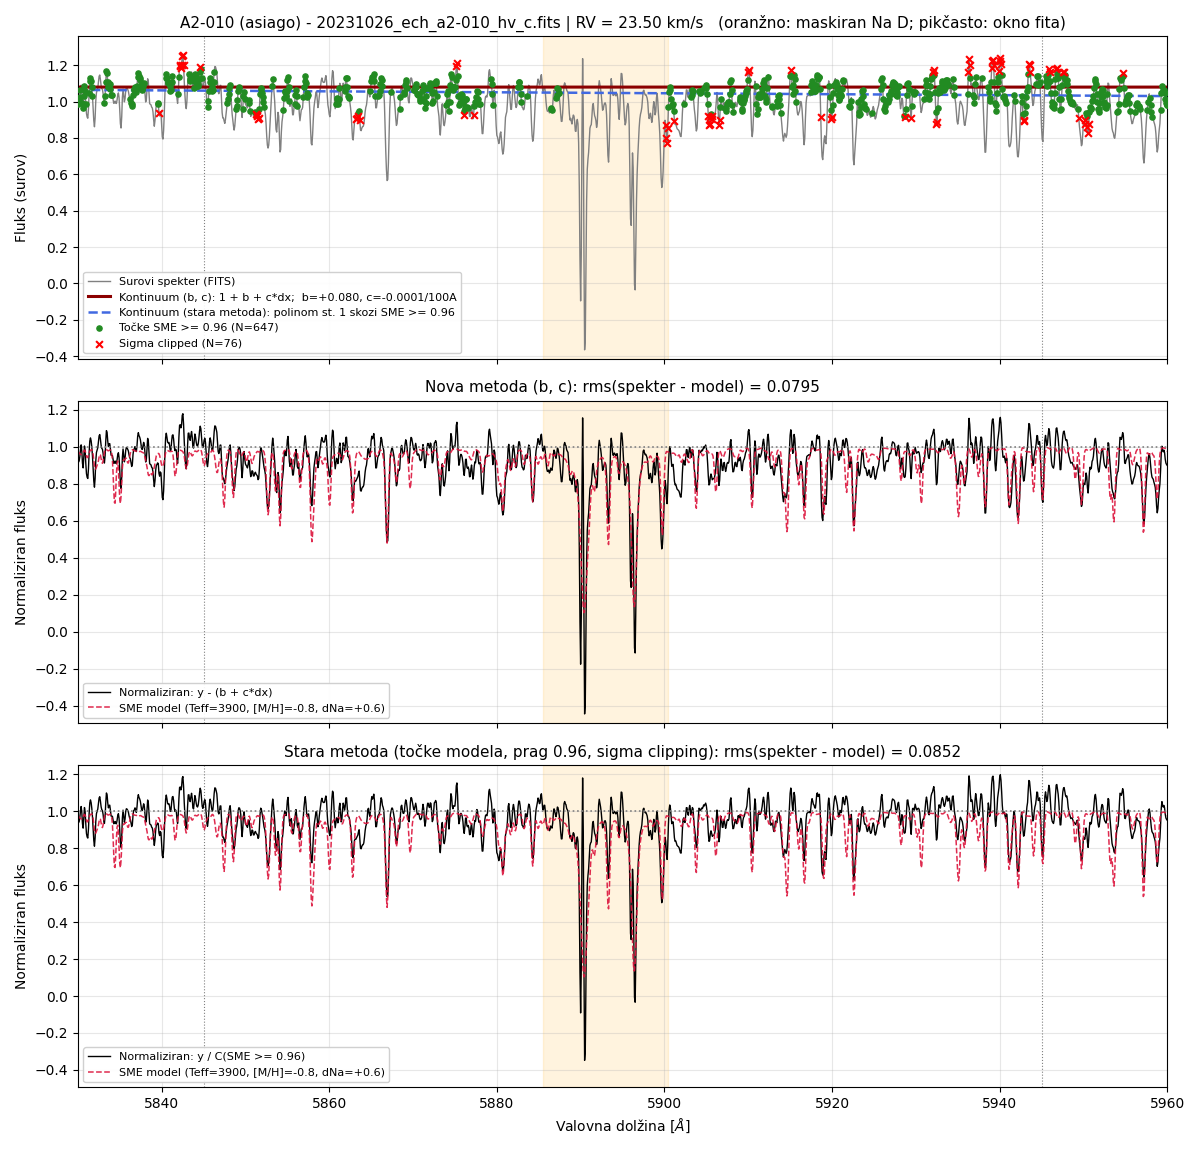 A2-010 (asiago) - 20231026_ech_a2-010_hv_c.fits | RV = 23.50 km/s   (oranžno: maskiran Na D; pikčasto: okno fita)
1.2
1.0
0.8
0.6
0.4
0.2
0.0
−0.2
−0.4
Fluks (surov)
Surovi spekter (FITS)
Kontinuum (b, c): 1 + b + c*dx;  b=+0.080, c=-0.0001/100A
Kontinuum (stara metoda): polinom st. 1 skozi SME >= 0.96
Točke SME >= 0.96 (N=647)
Sigma clipped (N=76)
Nova metoda (b, c): rms(spekter - model) = 0.0795
1.2
1.0
0.8
0.6
0.4
0.2
0.0
−0.2
−0.4
Normaliziran fluks
Normaliziran: y - (b + c*dx)
SME model (Teff=3900, [M/H]=-0.8, dNa=+0.6)
Stara metoda (točke modela, prag 0.96, sigma clipping): rms(spekter - model) = 0.0852
1.2
1.0
0.8
0.6
0.4
0.2
0.0
−0.2
−0.4
Normaliziran fluks
Normaliziran: y / C(SME >= 0.96)
SME model (Teff=3900, [M/H]=-0.8, dNa=+0.6)
5840 5860 5880 5900 5920 5940 5960
Valovna dolžina [Å]